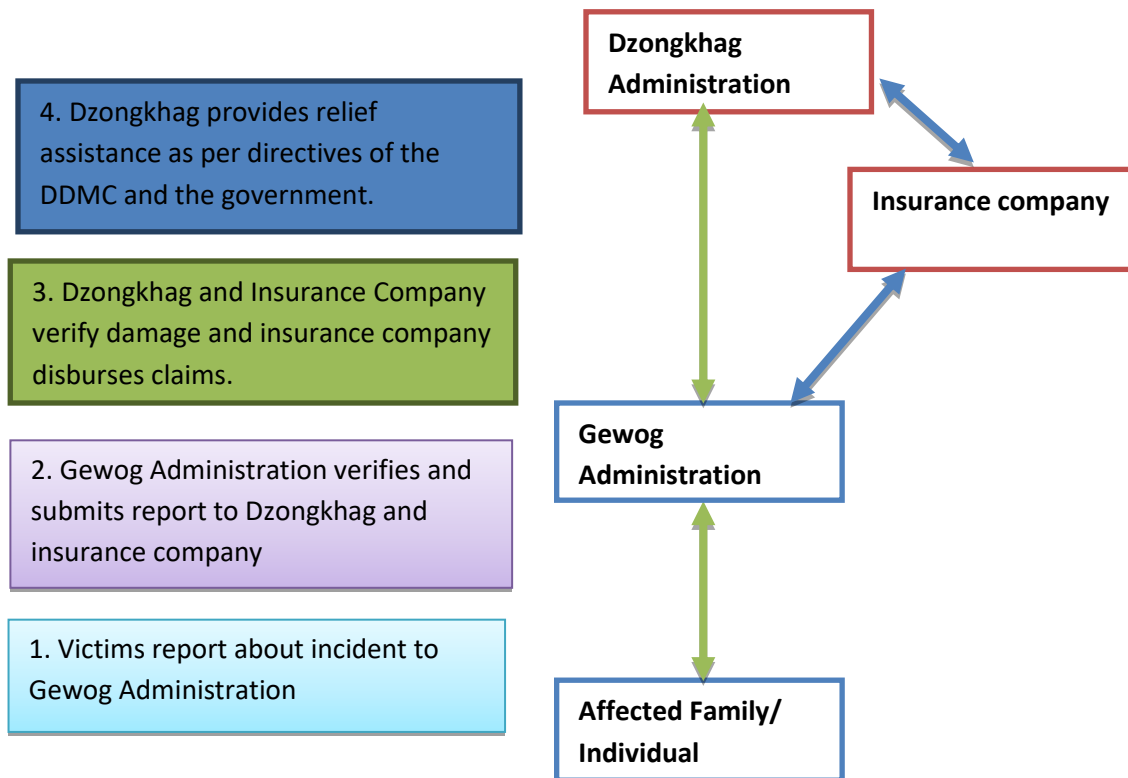 Dzongkhag
Administration
4. Dzongkhag provides relief
assistance as per directives of the
DDMC and the government.
Insurance company
3. Dzongkhag and Insurance Company
verify damage and insurance company
disburses claims.
Gewog
Administration
2. Gewog Administration verifies and
submits report to Dzongkhag and
insurance company
1. Victims report about incident to
Gewog Administration
Affected Family/
Individual